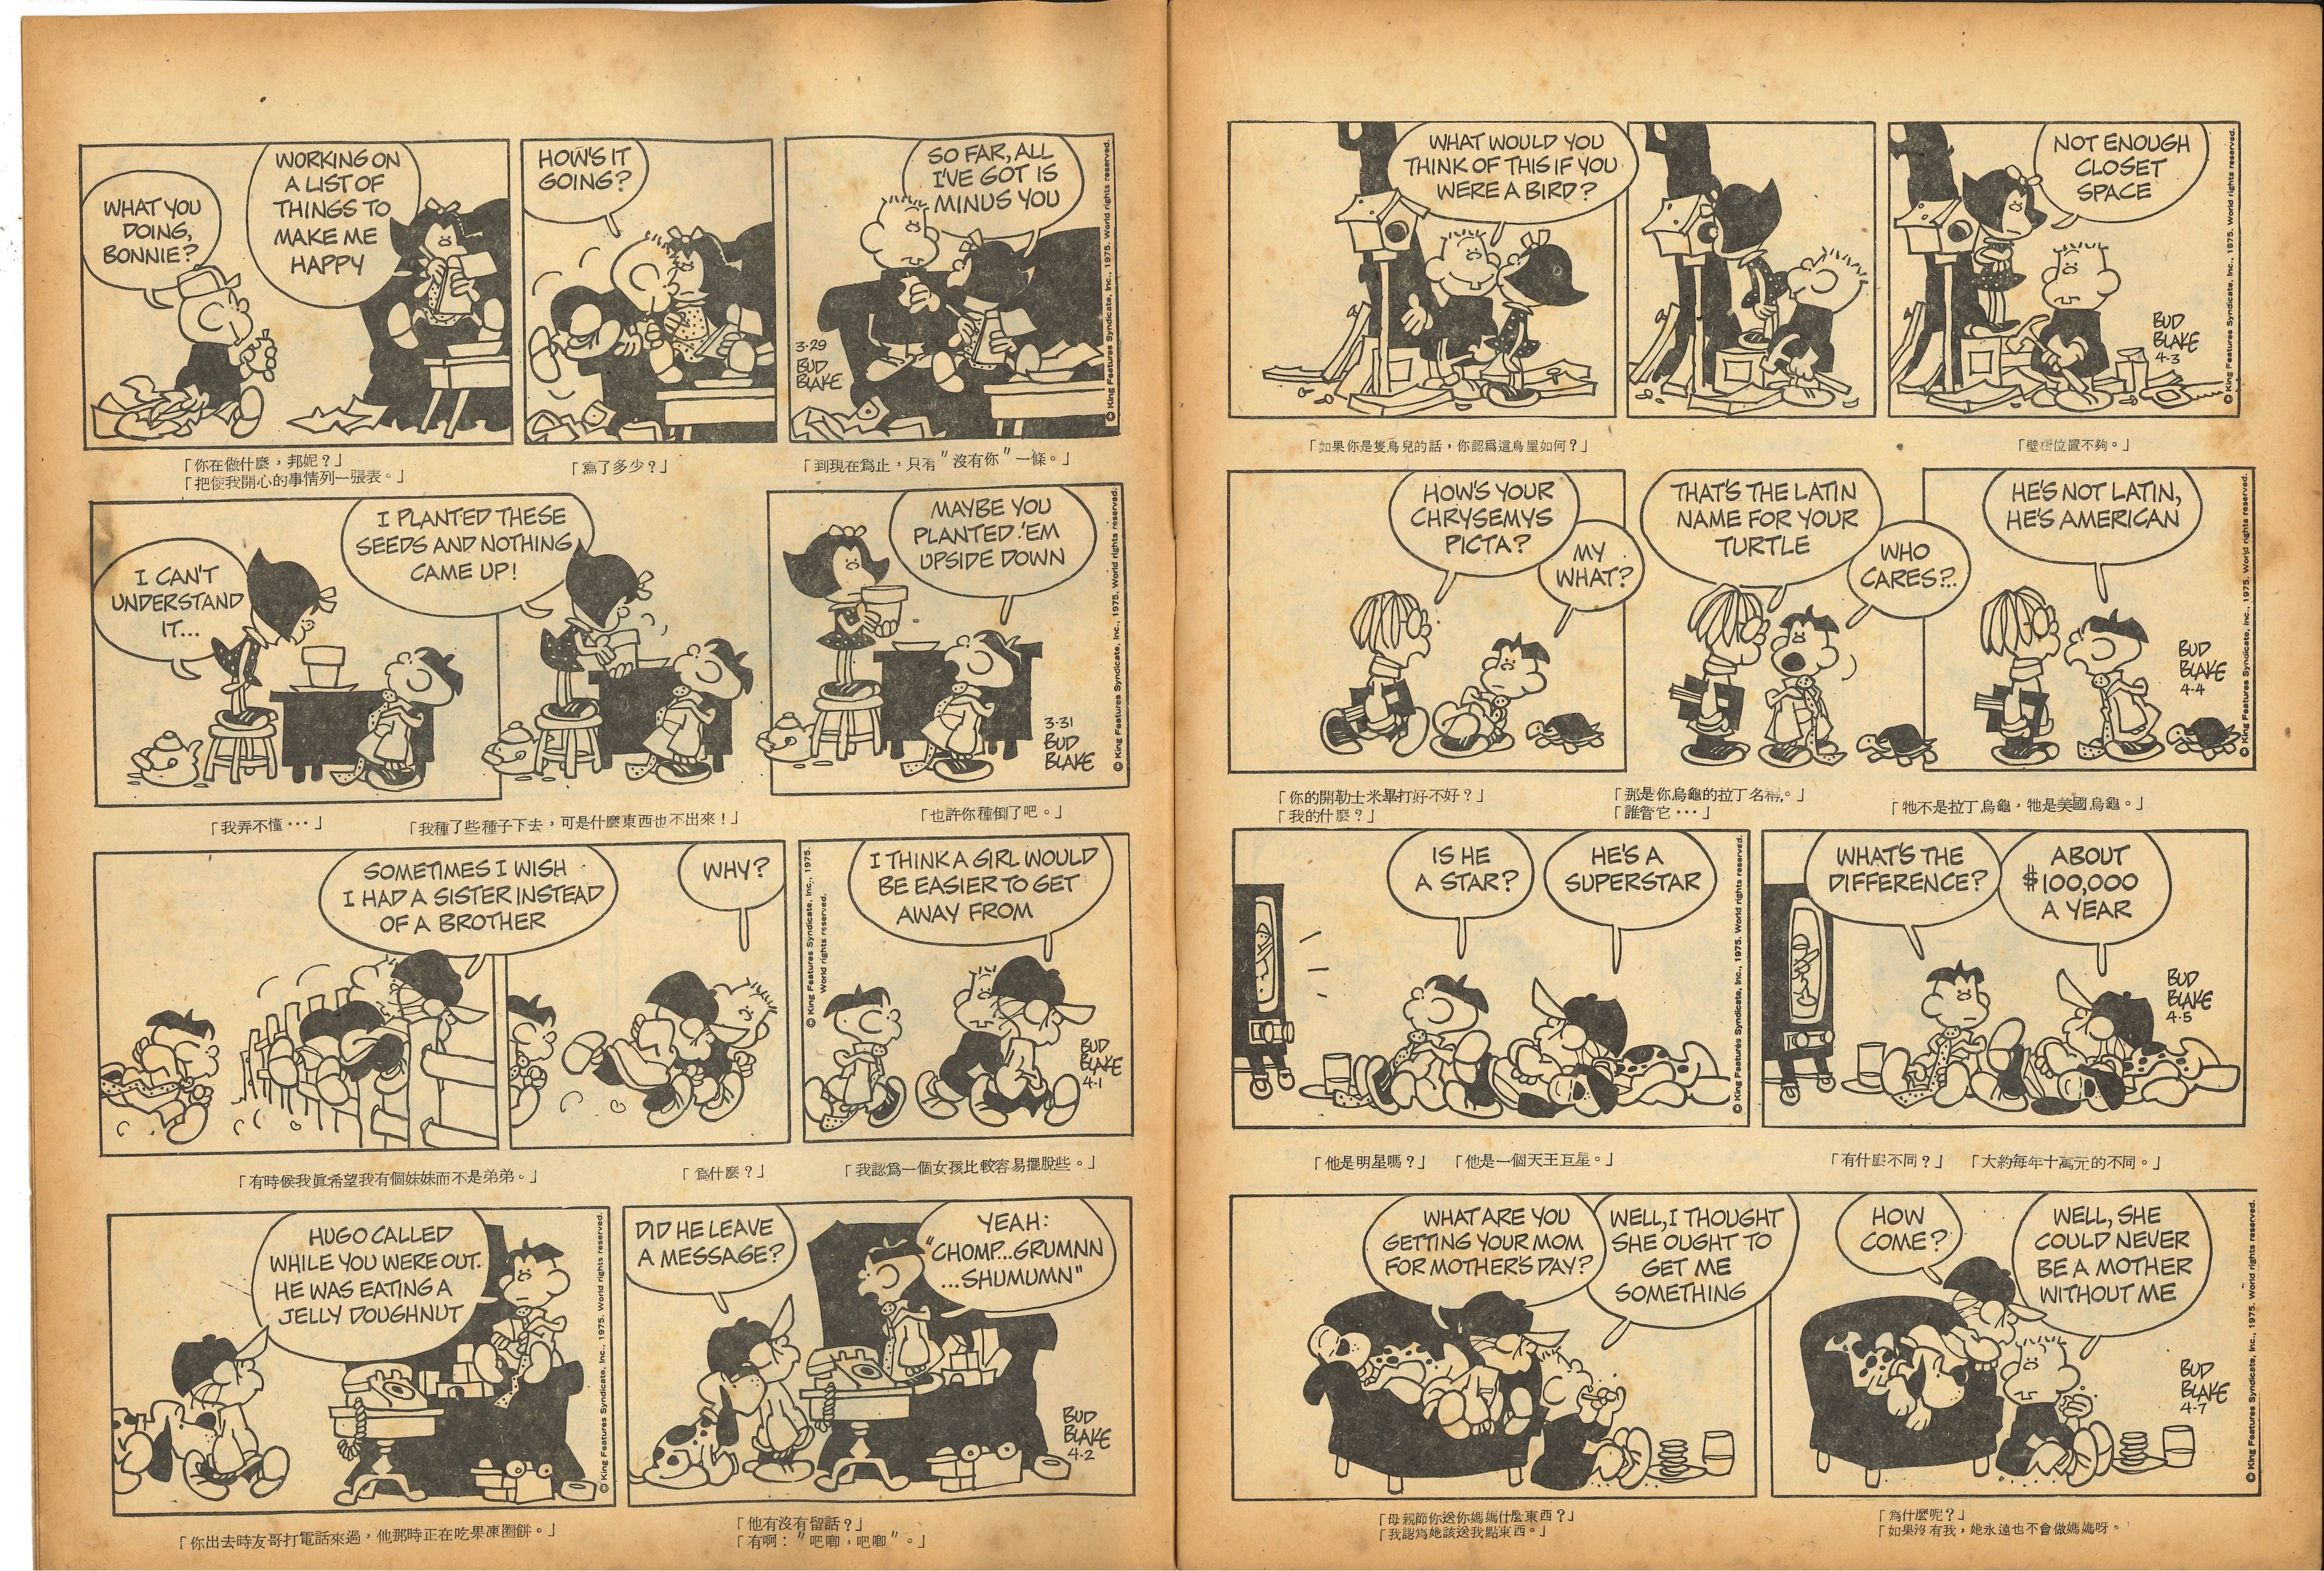 WHAT YOU
DOING,
BONNIE?
WORKING ON
A LIST OF
THINGS TO
MAKE ME
HAPPY
HOW'S IT
GOING?
SO FAR, ALL
I'VE GOT IS
MINUS YOU
3·29
BUD
BLAKE
© King Features Syndicate, Inc., 1975. World rights reserved.
「你在做什麽，邦妮？」
「把使我開心的事情列一張表。」
「寫了多少？」
「到現在爲止，只有"沒有你"一條。」
I CAN'T
UNDERSTAND
IT...
I PLANTED THESE
SEEDS AND NOTHING
CAME UP!
MAYBE YOU
PLANTED 'EM
UPSIDE DOWN
3·31
BUD
BLAKE
© King Features Syndicate, Inc., 1975. World rights reserved.
「我弄不懂···」
「我種了些種子下去，可是什麽東西也不出來！」
「也許你種倒了吧。」
SOMETIMES I WISH
I HAD A SISTER INSTEAD
OF A BROTHER
WHY?
© King Features Syndicate, Inc., 1975.
World rights reserved.
I THINK A GIRL WOULD
BE EASIER TO GET
AWAY FROM
BUD
BLAKE
4·1
「有時候我眞希望我有個妹妹而不是弟弟。」
「爲什麽？」
「我認爲一個女孩比較容易擺脫些。」
HUGO CALLED
WHILE YOU WERE OUT.
HE WAS EATING A
JELLY DOUGHNUT
© King Features Syndicate, Inc., 1975. World rights reserved.
DID HE LEAVE
A MESSAGE?
YEAH:
"CHOMP...GRUMNN
...SHUMUMN"
BUD
BLAKE
4·2
「你出去時友哥打電話來過，他那時正在吃果凍圈餅。」
「他有沒有留話？」
「有啊："吧唧，吧唧"。」
WHAT WOULD YOU
THINK OF THIS IF YOU
WERE A BIRD?
NOT ENOUGH
CLOSET
SPACE
BUD
BLAKE
4·3
© King Features Syndicate, Inc., 1975. World rights reserved.
「如果你是隻鳥兒的話，你認爲這鳥屋如何？」
「壁橱位置不夠。」
HOW'S YOUR
CHRYSEMYS
PICTA?
MY
WHAT?
THAT'S THE LATIN
NAME FOR YOUR
TURTLE
WHO
CARES?..
HE'S NOT LATIN,
HE'S AMERICAN
BUD
BLAKE
4·4
© King Features Syndicate, Inc., 1975. World rights reserved.
「你的開勒士米畢打好不好？」
「我的什麽？」
「那是你烏龜的拉丁名稱。」
「誰管它···」
「牠不是拉丁烏龜，牠是美國烏龜。」
IS HE
A STAR?
HE'S A
SUPERSTAR
© King Features Syndicate, Inc., 1975. World rights reserved.
WHAT'S THE
DIFFERENCE?
ABOUT
$100,000
A YEAR
BUD
BLAKE
4·5
「他是明星嗎？」 「他是一個天王巨星。」
「有什麽不同？」 「大約每年十萬元的不同。」
WHAT ARE YOU
GETTING YOUR MOM
FOR MOTHER'S DAY?
WELL, I THOUGHT
SHE OUGHT TO
GET ME
SOMETHING
HOW
COME?
WELL, SHE
COULD NEVER
BE A MOTHER
WITHOUT ME
BUD
BLAKE
4·7
© King Features Syndicate, Inc., 1975. World rights reserved.
「母親節你送你媽媽什麽東西？」
「我認為她該送我點東西。」
「為什麽呢？」
「如果沒有我，她永遠也不會做媽媽呀。